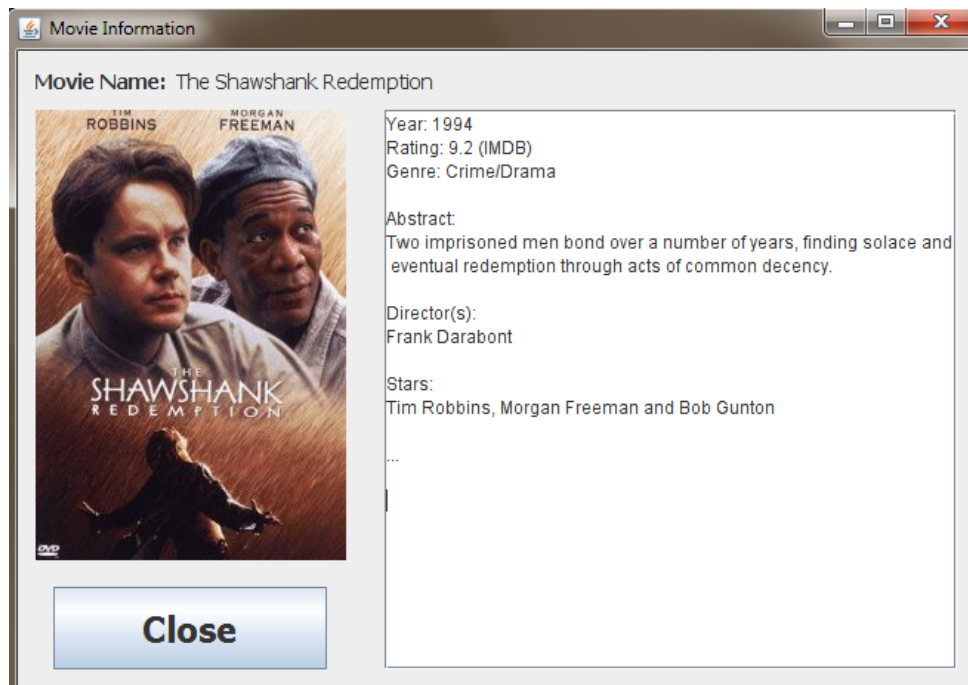 Movie Information
Movie Name: The Shawshank Redemption
TIM ROBBINS
MORGAN FREEMAN
THE
SHAWSHANK
REDEMPTION
DVD
Year: 1994
Rating: 9.2 (IMDB)
Genre: Crime/Drama
Abstract:
Two imprisoned men bond over a number of years, finding solace and
eventual redemption through acts of common decency.
Director(s):
Frank Darabont
Stars:
Tim Robbins, Morgan Freeman and Bob Gunton
...
Close